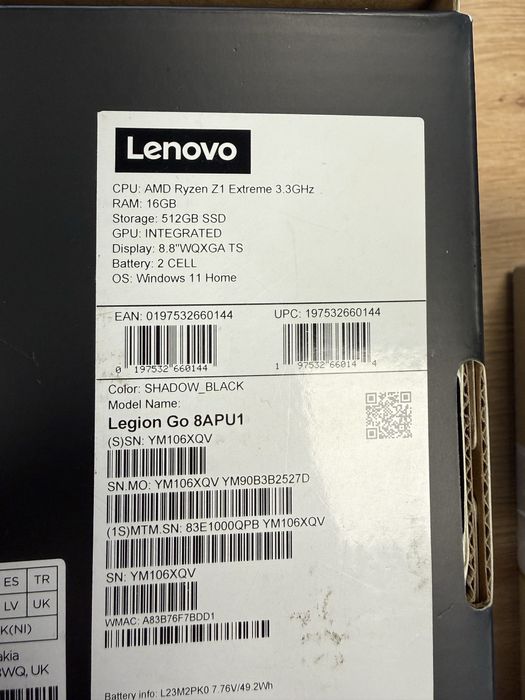 Lenovo
CPU: AMD Ryzen Z1 Extreme 3.3GHz
RAM: 16GB
Storage: 512GB SSD
GPU: INTEGRATED
Display: 8.8"WQXGA TS
Battery: 2 CELL
OS: Windows 11 Home
EAN: 0197532660144
UPC: 197532660144
0 197532 660144
1 97532 66014 4
Color: SHADOW_BLACK
Model Name:
Legion Go 8APU1
(S)SN: YM106XQV
SN.MO: YM106XQV YM90B3B2527D
(1S)MTM.SN: 83E1000QPB YM106XQV
SN: YM106XQV
WMAC: A83B76F7BDD1
Battery info: L23M2PK0 7.76V/49.2Wh
ES TR
LV UK
K(NI)
akia
WQ, UK